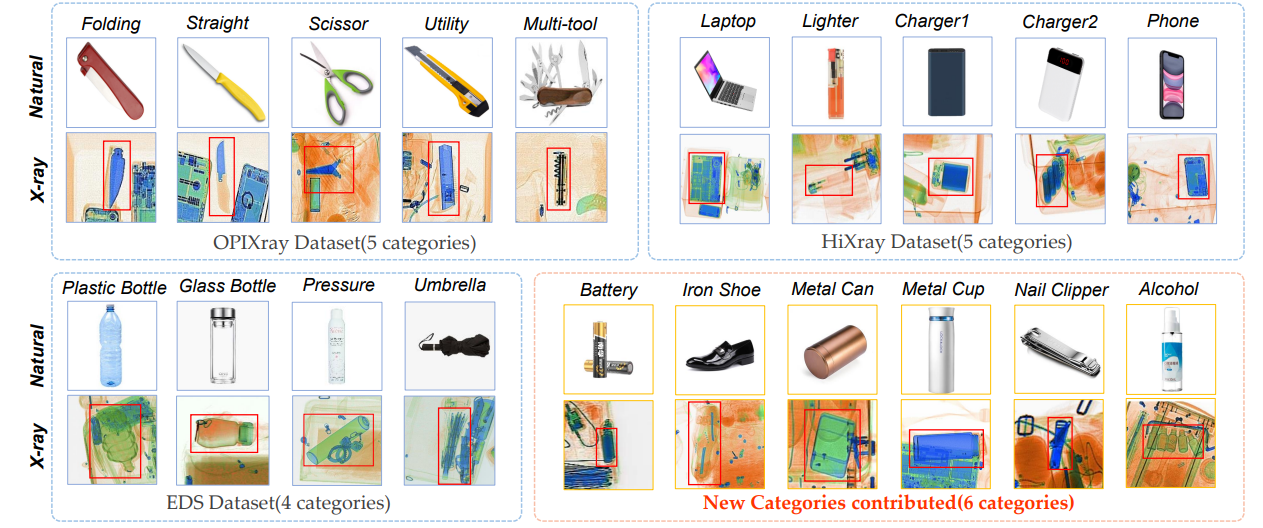 Folding Straight Scissor Utility Multi-tool
Natural
X-ray
OPIXray Dataset(5 categories)
Laptop Lighter Charger1 Charger2 Phone
HiXray Dataset(5 categories)
Plastic Bottle Glass Bottle Pressure Umbrella
Natural
X-ray
EDS Dataset(4 categories)
Battery Iron Shoe Metal Can Metal Cup Nail Clipper Alcohol
New Categories contributed(6 categories)